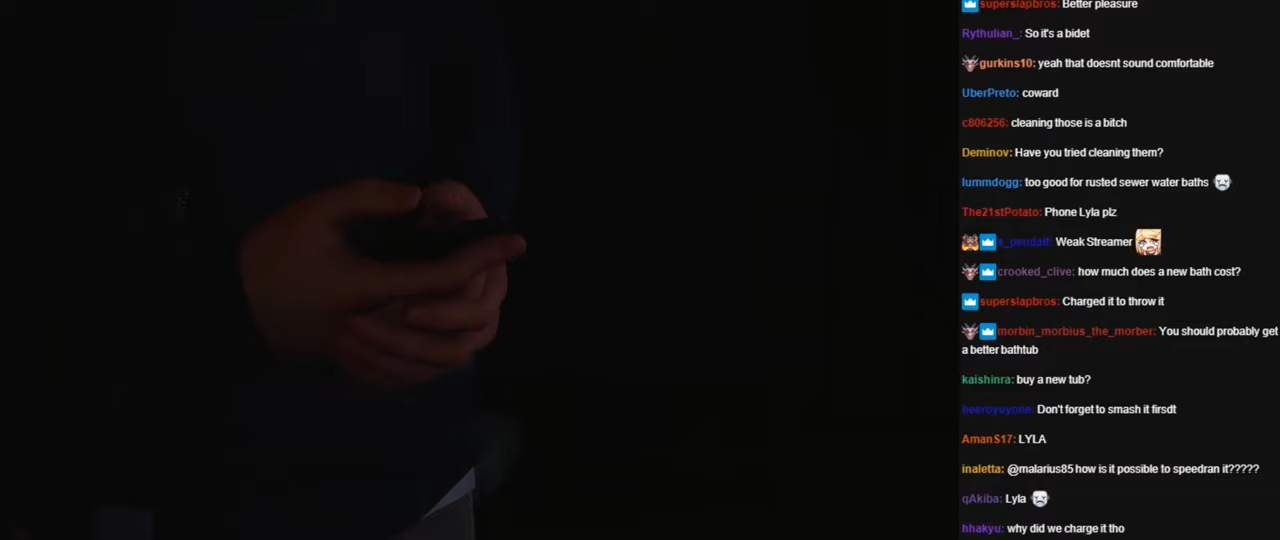 superslapbros: Better pleasure
Rythulian_: So it's a bidet
gurkins10: yeah that doesnt sound comfortable
UberPreto: coward
c806256: cleaning those is a bitch
Deminov: Have you tried cleaning them?
lummdogg: too good for rusted sewer water baths
The21stPotato: Phone Lyla plz
s_pendalt: Weak Streamer
crooked_clive: how much does a new bath cost?
superslapbros: Charged it to throw it
morbin_morbius_the_morber: You should probably get
a better bathtub
kaishinra: buy a new tub?
heeroyuyone: Don't forget to smash it firsdt
AmanS17: LYLA
inaletta: @malarius85 how is it possible to speedran it?????
qAkiba: Lyla
hhakyu: why did we charge it tho